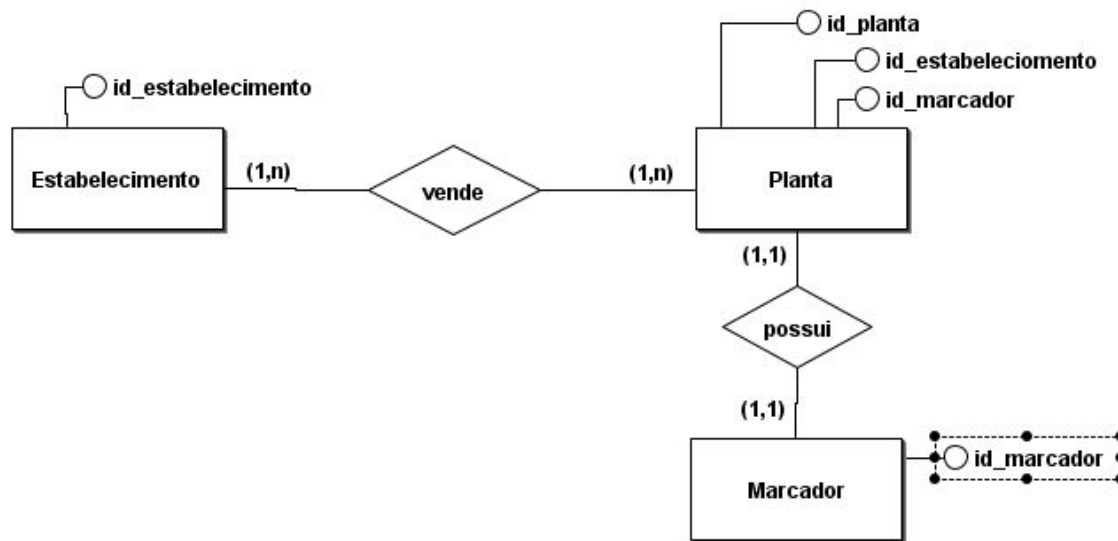 id_planta
id_estabeleciomento
id_marcador
id_estabelecimento
Estabelecimento
(1,n)
vende
(1,n)
Planta
(1,1)
possui
(1,1)
Marcador
id_marcador